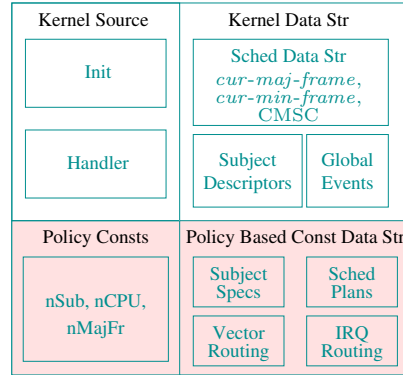 Kernel Source
Init
Handler
Kernel Data Str
Sched Data Str
cur-maj-frame,
cur-min-frame,
CMSC
Subject
Descriptors
Global
Events
Policy Consts
nSub, nCPU,
nMajFr
Policy Based Const Data Str
Subject
Specs
Sched
Plans
Vector
Routing
IRQ
Routing